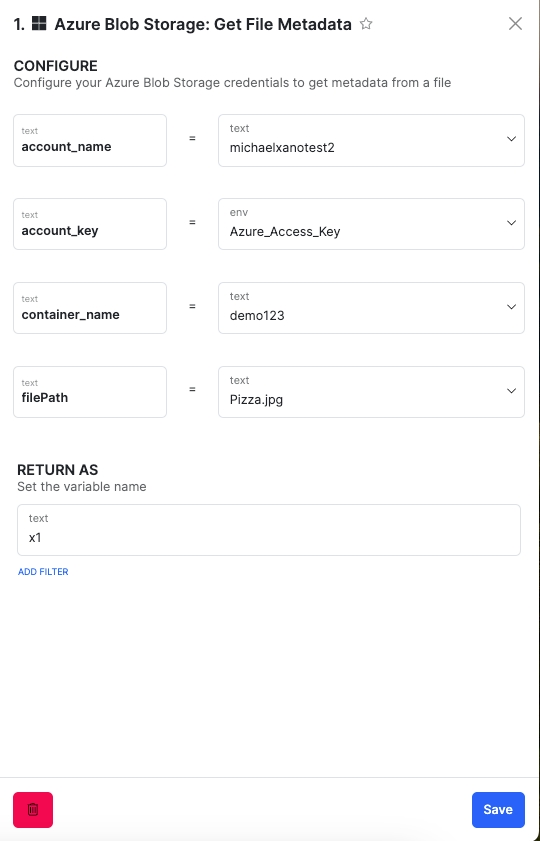 1. Azure Blob Storage: Get File Metadata
CONFIGURE
Configure your Azure Blob Storage credentials to get metadata from a file
text
account_name
=
text
michaelxanotest2
text
account_key
=
env
Azure_Access_Key
text
container_name
=
text
demo123
text
filePath
=
text
Pizza.jpg
RETURN AS
Set the variable name
text
x1
ADD FILTER
Save